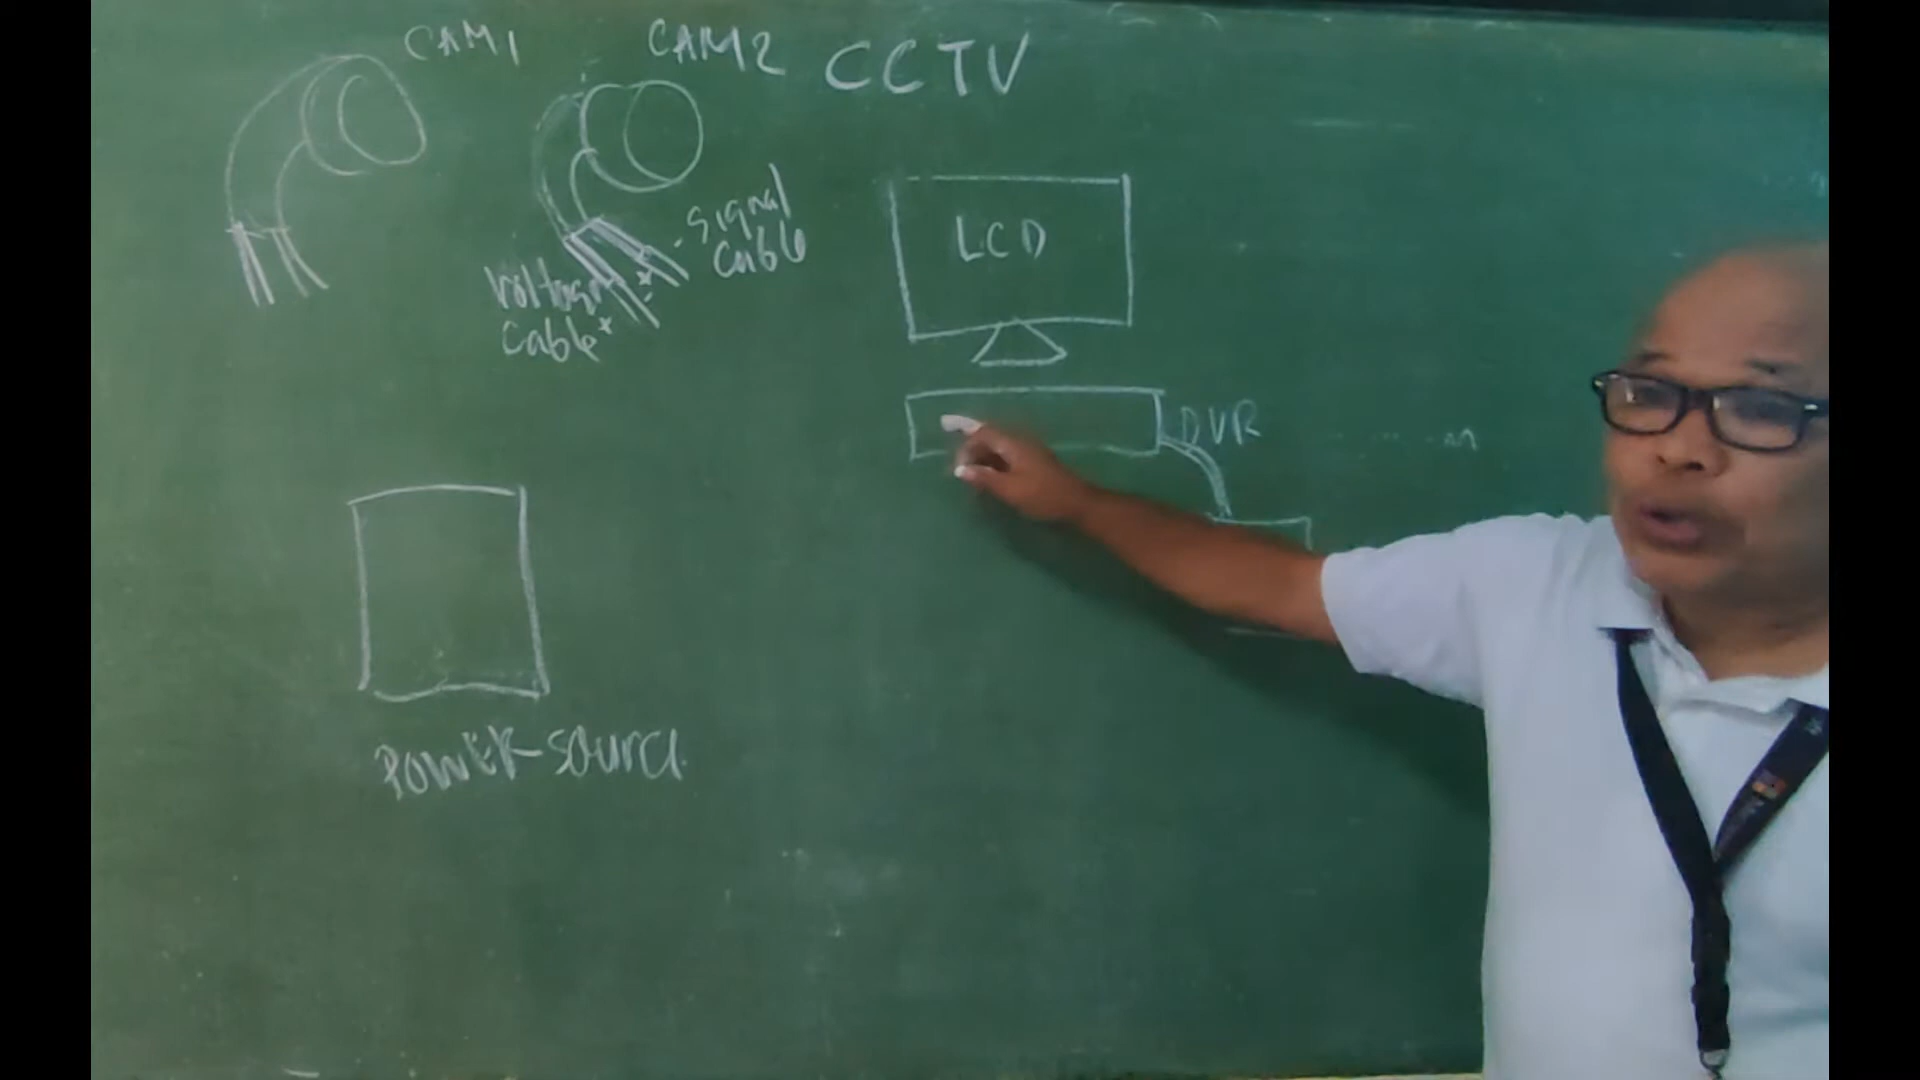 CAM1
CAM2
CCTV
Signal
Cable
Voltage
Cable
LCD
DVR
POWER SOURCE